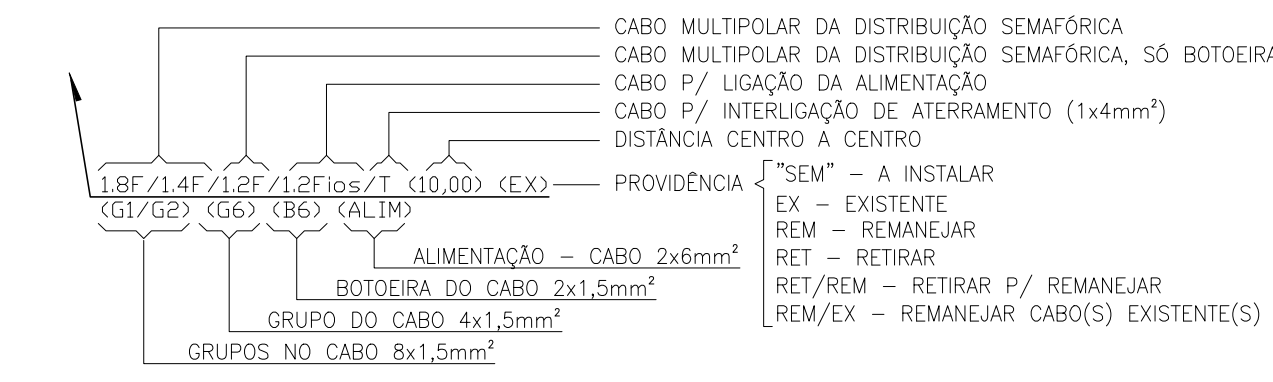 CABO MULTIPOLAR DA DISTRIBUIÇÃO SEMAFÓRICA
CABO MULTIPOLAR DA DISTRIBUIÇÃO SEMAFÓRICA, SÓ BOTOEIRA
CABO P/ LIGAÇÃO DA ALIMENTAÇÃO
CABO P/ INTERLIGAÇÃO DE ATERRAMENTO (1x4mm²)
DISTÂNCIA CENTRO A CENTRO
1.8F/1.4F/1.2F/1.2Fios/T (10,00) (EX) PROVIDÊNCIA
"SEM" – A INSTALAR
EX – EXISTENTE
REM – REMANEJAR
RET – RETIRAR
RET/REM – RETIRAR P/ REMANEJAR
REM/EX – REMANEJAR CABO(S) EXISTENTE(S)
(G1/G2) (G6) (B6) (ALIM)
ALIMENTAÇÃO – CABO 2x6mm²
BOTOEIRA DO CABO 2x1,5mm²
GRUPO DO CABO 4x1,5mm²
GRUPOS NO CABO 8x1,5mm²